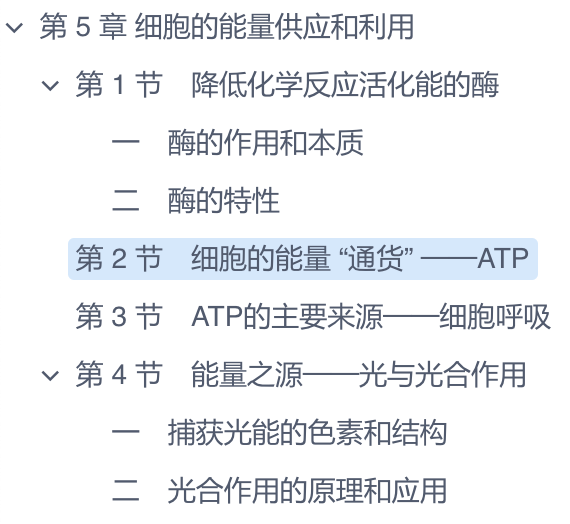 第 5 章 细胞的能量供应和利用
第 1 节　降低化学反应活化能的酶
一　酶的作用和本质
二　酶的特性
第 2 节　细胞的能量 “通货” ——ATP
第 3 节　ATP的主要来源——细胞呼吸
第 4 节　能量之源——光与光合作用
一　捕获光能的色素和结构
二　光合作用的原理和应用